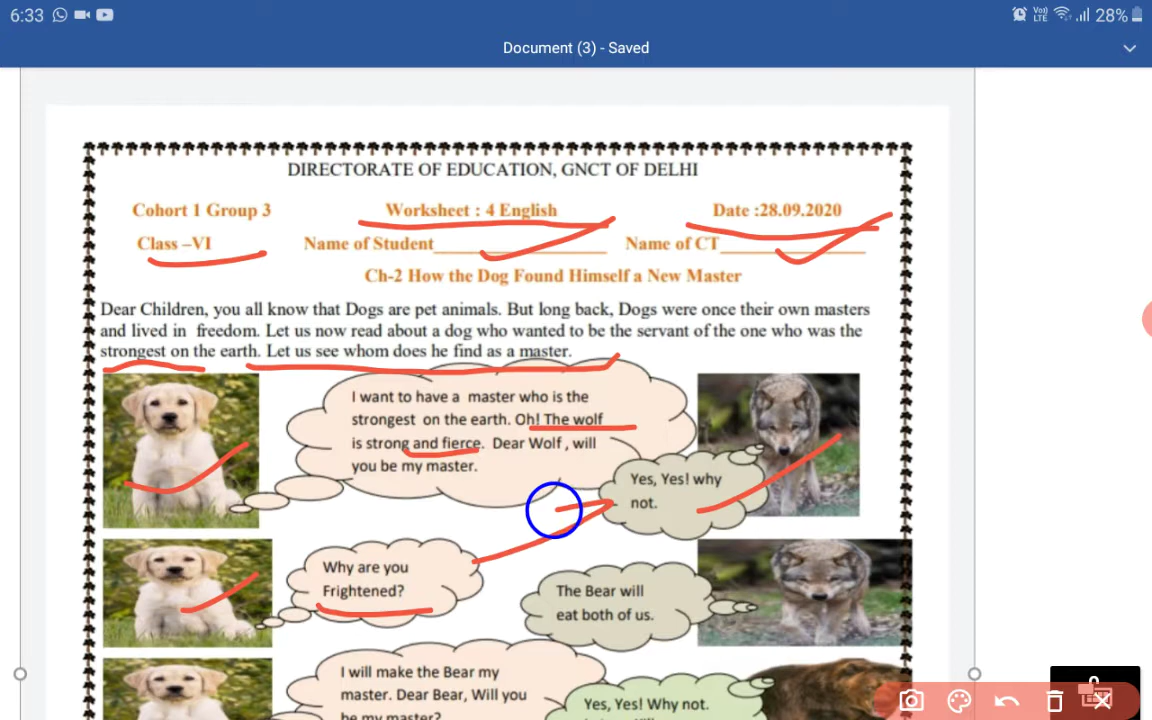 6:33
28%
Document (3) - Saved
DIRECTORATE OF EDUCATION, GNCT OF DELHI
Cohort 1 Group 3 Worksheet : 4 English Date :28.09.2020
Class –VI Name of Student_______________ Name of CT_____________
Ch-2 How the Dog Found Himself a New Master
Dear Children, you all know that Dogs are pet animals. But long back, Dogs were once their own masters
and lived in freedom. Let us now read about a dog who wanted to be the servant of the one who was the
strongest on the earth. Let us see whom does he find as a master.
I want to have a master who is the
strongest on the earth. Oh! The wolf
is strong and fierce. Dear Wolf , will
you be my master.
Yes, Yes! why
not.
Why are you
Frightened?
The Bear will
eat both of us.
I will make the Bear my
master. Dear Bear, Will you
be my master?
Yes, Yes! Why not.